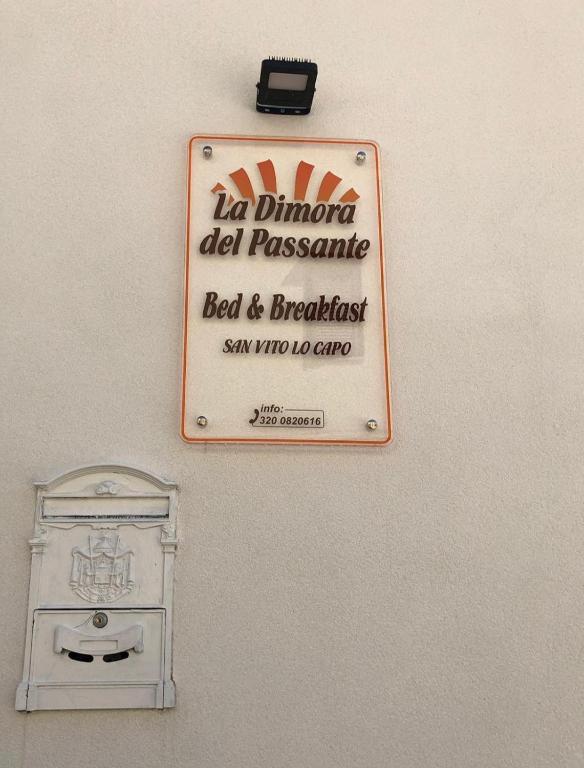 La Dimora
del Passante
Bed & Breakfast
SAN VITO LO CAPO
info:
320 0820616